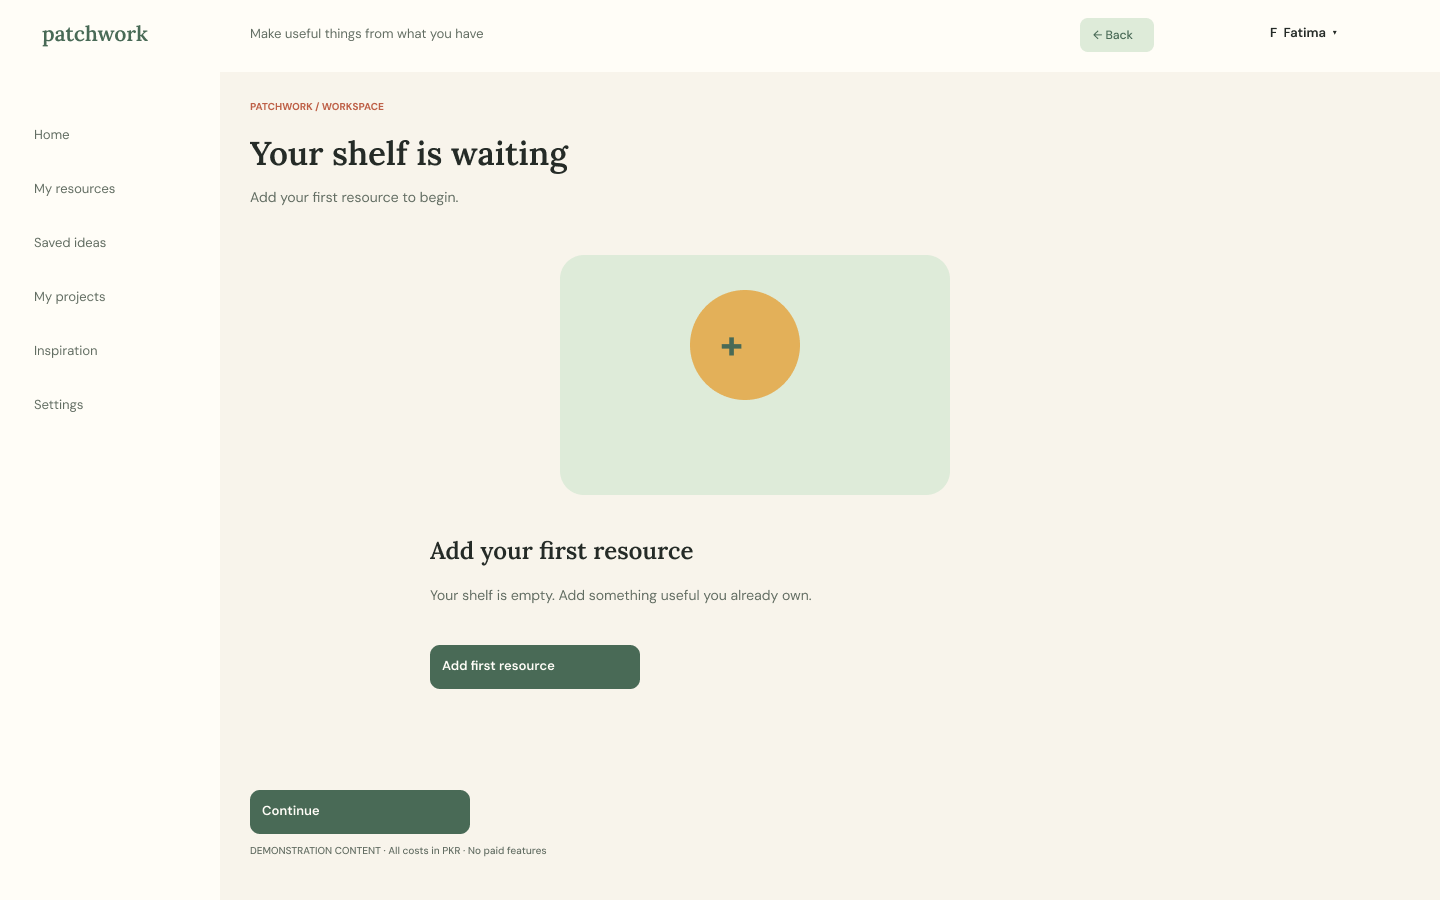 patchwork
Make useful things from what you have
← Back
F Fatima ▾
Home
My resources
Saved ideas
My projects
Inspiration
Settings
PATCHWORK / WORKSPACE
Your shelf is waiting
Add your first resource to begin.
+
Add your first resource
Your shelf is empty. Add something useful you already own.
Add first resource
Continue
DEMONSTRATION CONTENT · All costs in PKR · No paid features